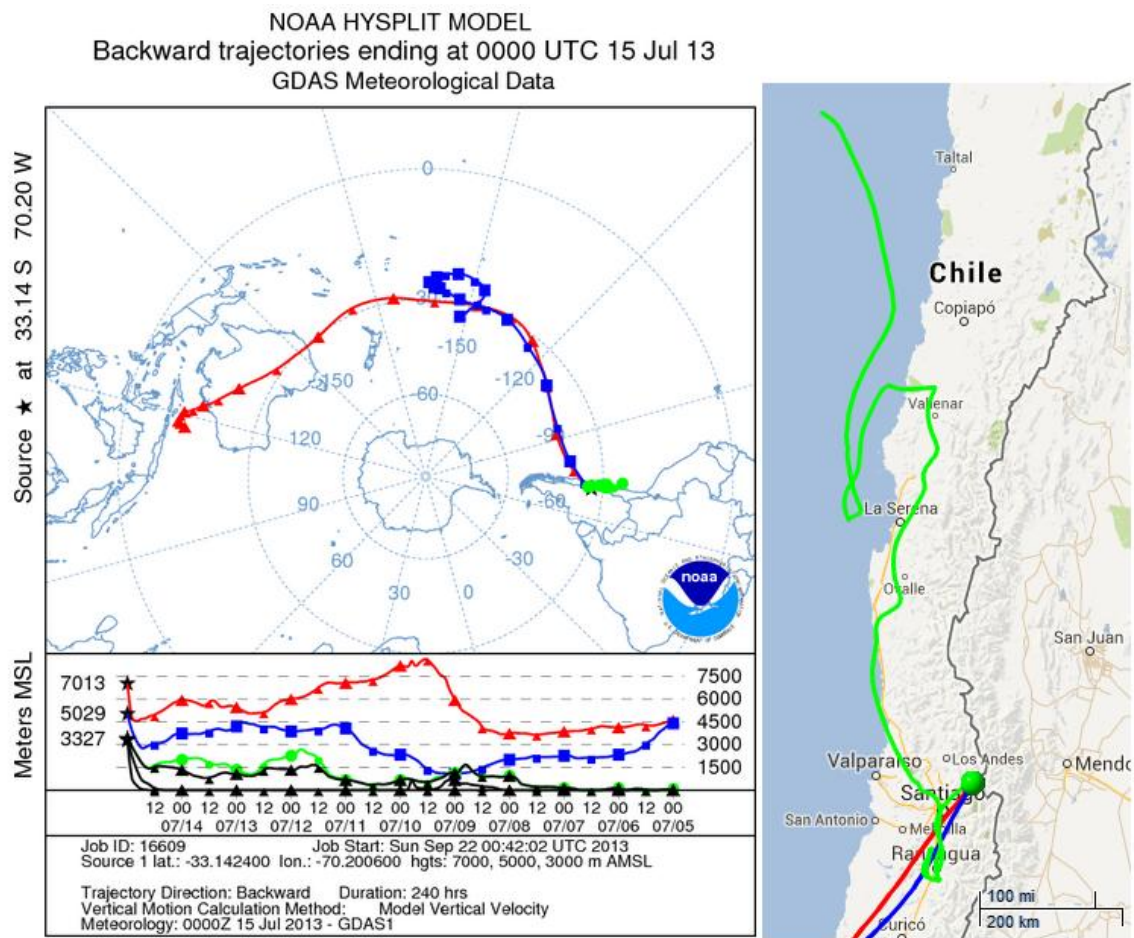 NOAA HYSPLIT MODEL
Backward trajectories ending at 0000 UTC 15 Jul 13
GDAS Meteorological Data
Source ★ at 33.14 S 70.20 W
0
30
-150
150
60
-120
120
-90
90
-60
60
-30
30
0
noaa
Meters MSL
7013
5029
3327
7500
6000
4500
3000
1500
12 00 12 00 12 00 12 00 12 00 12 00 12 00 12 00 12 00 12 00
07/14 07/13 07/12 07/11 07/10 07/09 07/08 07/07 07/06 07/05
Job ID: 16609 Job Start: Sun Sep 22 00:42:02 UTC 2013
Source 1 lat.: -33.142400 lon.: -70.200600 hgts: 7000, 5000, 3000 m AMSL
Trajectory Direction: Backward Duration: 240 hrs
Vertical Motion Calculation Method: Model Vertical Velocity
Meteorology: 0000Z 15 Jul 2013 - GDAS1
Taltal
Chile
Copiapó
Vallenar
La Serena
Ovalle
San Juan
Valparaíso
Los Andes
Mendo
Santiago
San Antonio
Rancagua
Curicó
100 mi
200 km